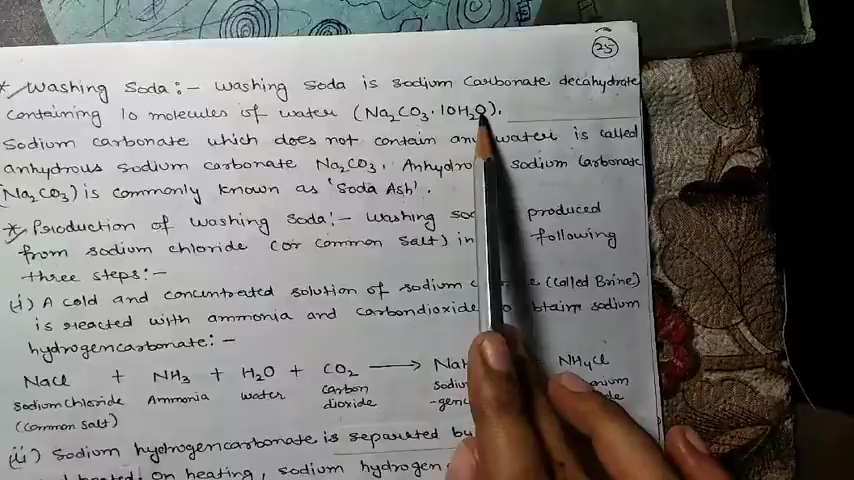 25
* Washing Soda:- Washing Soda is sodium Carbonate decahydrate
containing 10 molecules of water (Na₂CO₃.10H₂O).
Sodium carbonate which does not contain any water is called
anhydrous sodium carbonate Na₂CO₃. Anhydro sodium Carbonate
(Na₂CO₃) is commonly known as 'Soda Ash'.
* Production of Washing Soda:- Washing produced
from sodium chloride (or common salt) in following
three steps:-
(i) A cold and concentrated solution of sodium (called Brine)
is reacted with ammonia and carbondioxide obtain sodium
hydrogencarbonate:-
NaCl + NH₃ + H₂O + CO₂ ⟶ NaH NH₄Cl
sodium chloride Ammonia water carbon
(Common salt) dioxide -gen
(ii) Sodium hydrogencarbonate is separated by
on heating, sodium hydrogen